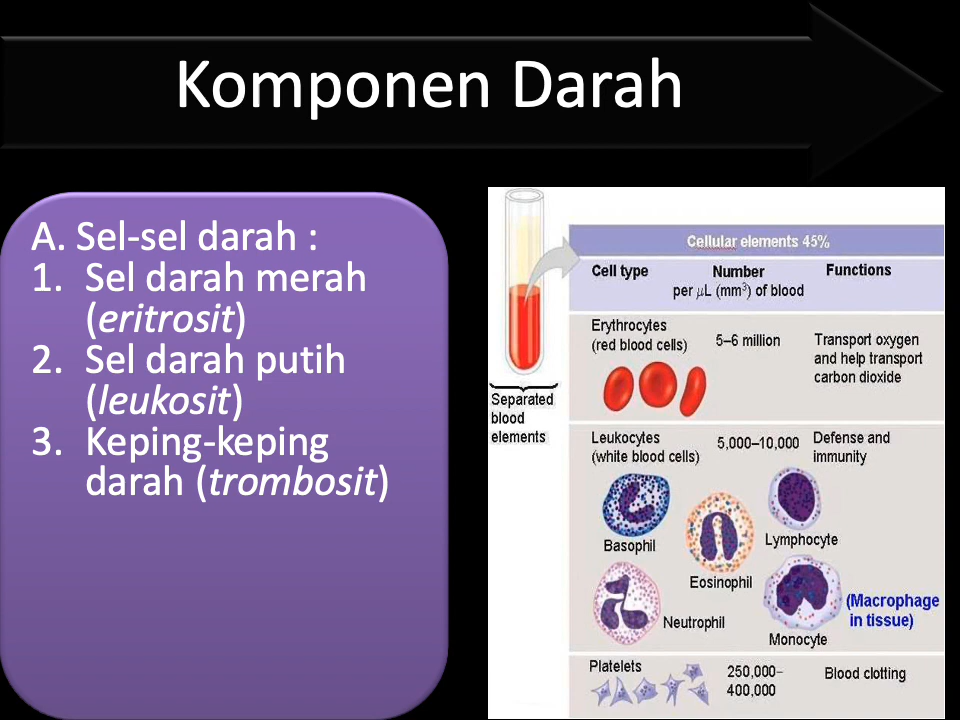 Komponen Darah
A. Sel-sel darah :
1. Sel darah merah
(eritrosit)
2. Sel darah putih
(leukosit)
3. Keping-keping
darah (trombosit)
Cellular elements 45%
Cell type
Number
per µL (mm³) of blood
Functions
Erythrocytes
(red blood cells)
5–6 million
Transport oxygen
and help transport
carbon dioxide
Separated
blood
elements
Leukocytes
(white blood cells)
5,000–10,000
Defense and
immunity
Basophil
Lymphocyte
Eosinophil
Neutrophil
(Macrophage
in tissue)
Monocyte
Platelets
250,000–
400,000
Blood clotting